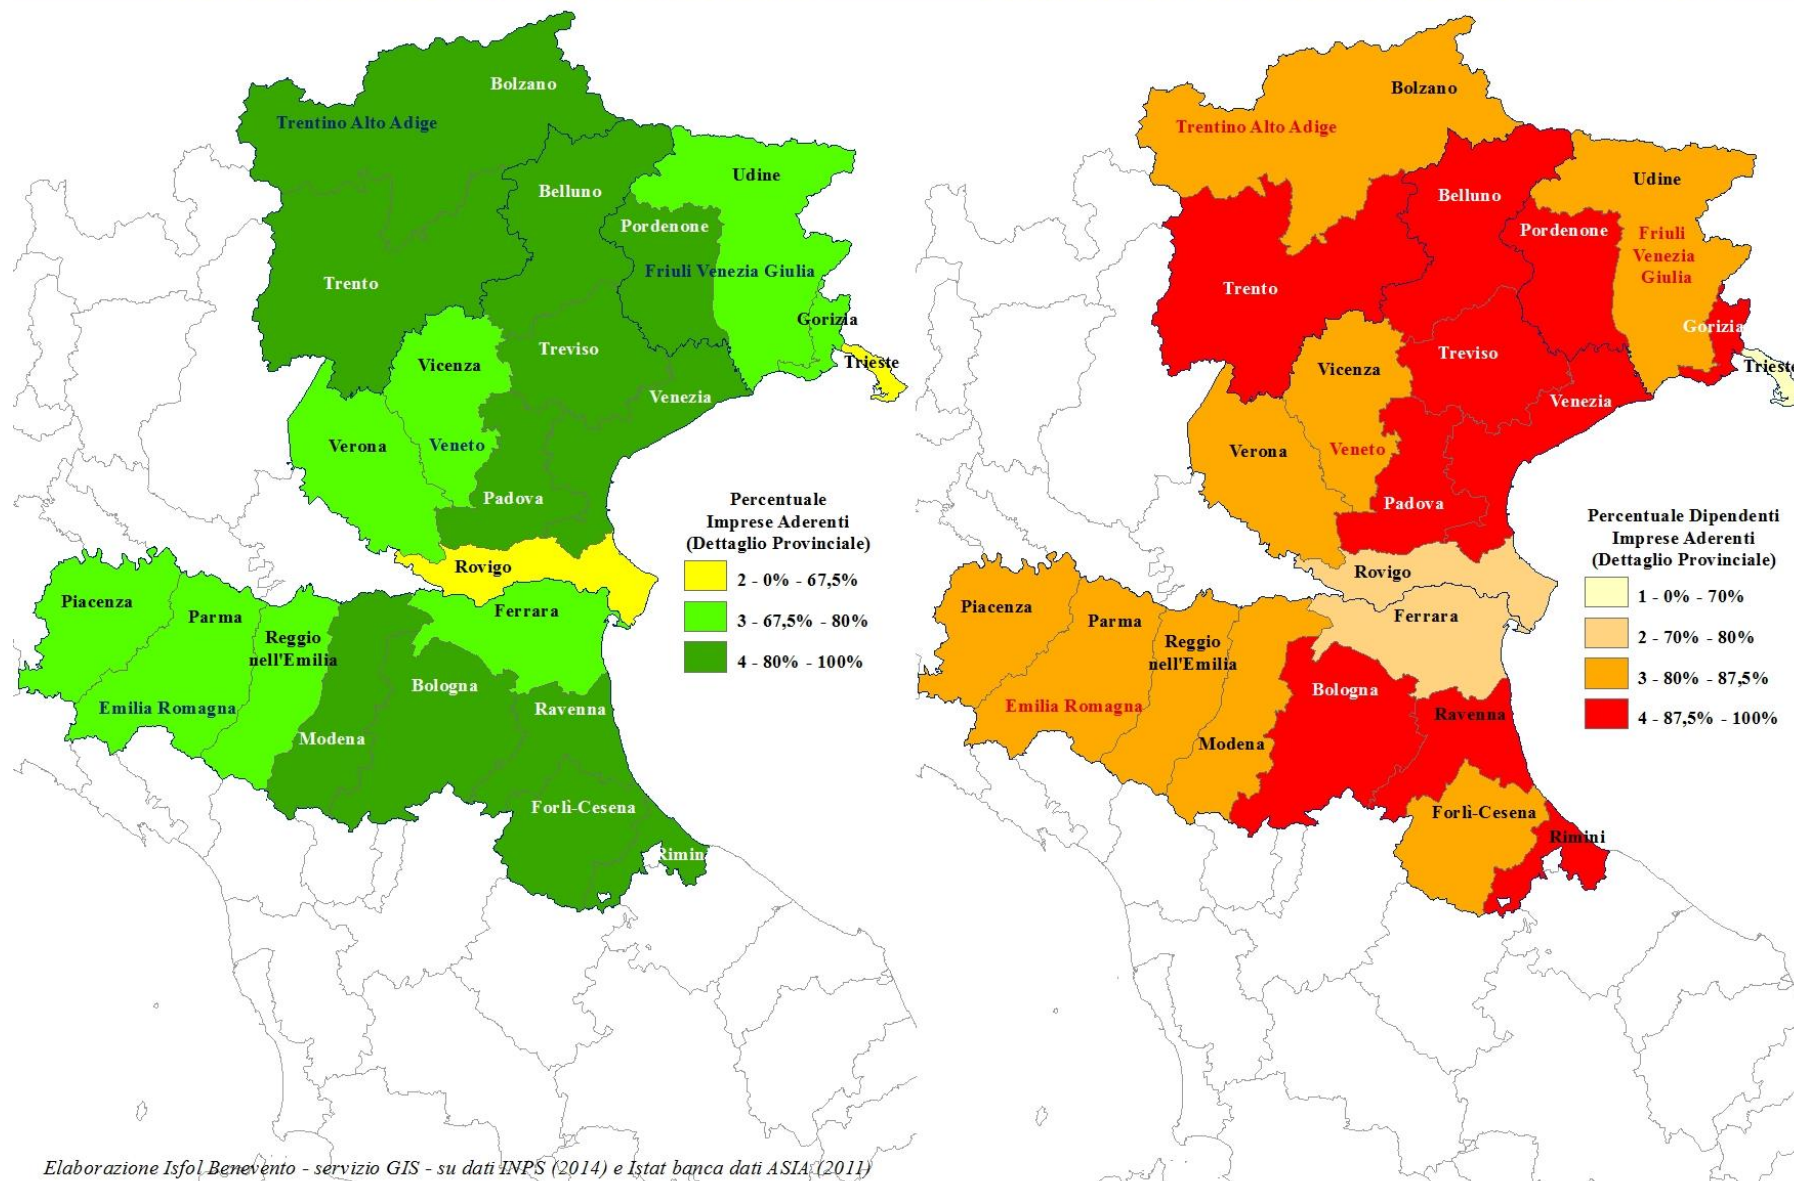 Bolzano
Trentino Alto Adige
Belluno
Udine
Pordenone
Friuli Venezia Giulia
Trento
Gorizia
Treviso
Trieste
Vicenza
Venezia
Verona
Veneto
Padova
Rovigo
Piacenza
Parma
Ferrara
Reggio
nell'Emilia
Bologna
Emilia Romagna
Ravenna
Modena
Forlì-Cesena
Rimini
Percentuale
Imprese Aderenti
(Dettaglio Provinciale)
2 - 0% - 67,5%
3 - 67,5% - 80%
4 - 80% - 100%
Bolzano
Trentino Alto Adige
Belluno
Udine
Pordenone
Friuli
Venezia
Giulia
Trento
Gorizia
Treviso
Trieste
Vicenza
Venezia
Verona
Veneto
Padova
Rovigo
Piacenza
Parma
Ferrara
Reggio
nell'Emilia
Bologna
Emilia Romagna
Ravenna
Modena
Forlì-Cesena
Rimini
Percentuale Dipendenti
Imprese Aderenti
(Dettaglio Provinciale)
1 - 0% - 70%
2 - 70% - 80%
3 - 80% - 87,5%
4 - 87,5% - 100%
Elaborazione Isfol Benevento - servizio GIS - su dati INPS (2014) e Istat banca dati ASIA (2011)